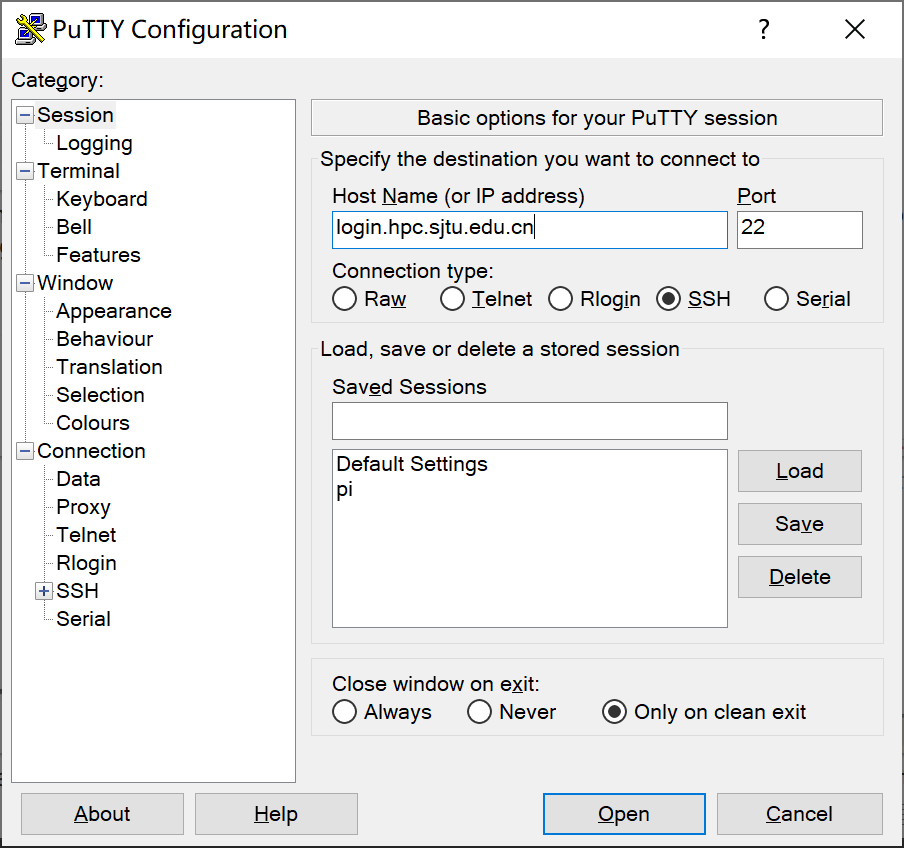 PuTTY Configuration
?
Category:
Session
Logging
Terminal
Keyboard
Bell
Features
Window
Appearance
Behaviour
Translation
Selection
Colours
Connection
Data
Proxy
Telnet
Rlogin
SSH
Serial
Basic options for your PuTTY session
Specify the destination you want to connect to
Host Name (or IP address) Port
login.hpc.sjtu.edu.cn 22
Connection type:
Raw Telnet Rlogin SSH Serial
Load, save or delete a stored session
Saved Sessions
Default Settings
pi
Load
Save
Delete
Close window on exit:
Always Never Only on clean exit
About Help Open Cancel